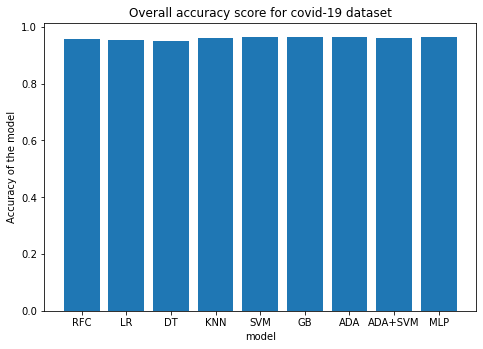 Overall accuracy score for covid-19 dataset
Accuracy of the model
1.0
0.8
0.6
0.4
0.2
0.0
RFC LR DT KNN SVM GB ADA ADA+SVM MLP
model